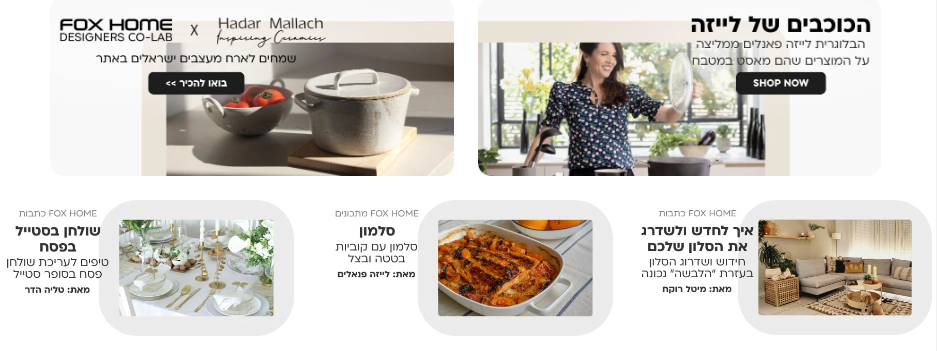 הכוכבים של לייזה
הבלוגרית לייזה פאנלים ממליצה
על המוצרים שהם מאסט במטבח
SHOP NOW
FOX HOME
DESIGNERS CO-LAB
X
Hadar Mallach
Inspiring Ceramics
שמחים לארח מעצבים ישראלים באתר
בואו להכיר >>
FOX HOME כתבות
איך לחדש ולשדרג
את הסלון שלכם
חידוש ושדרוג הסלון
בעזרת "הלבשה" נכונה
מאת: מיטל רוקח
FOX HOME מתכונים
סלמון
סלמון עם קוביות
בטטה ובצל
מאת: לייזה פנאלים
FOX HOME כתבות
שולחן בסטייל
בפסח
טיפים לעריכת שולחן
פסח בסופר סטייל
מאת: טליה הדר